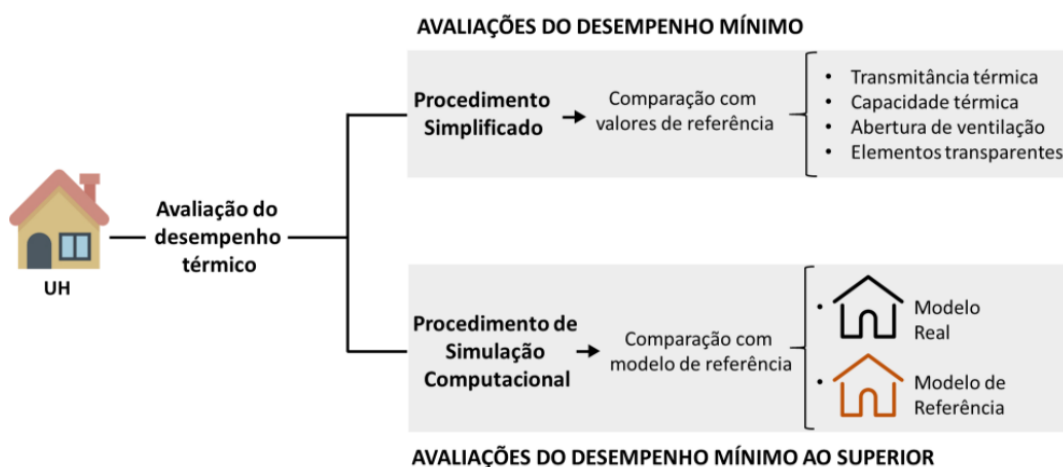 AVALIAÇÕES DO DESEMPENHO MÍNIMO
Procedimento
Simplificado
Comparação com
valores de referência
• Transmitância térmica
• Capacidade térmica
• Abertura de ventilação
• Elementos transparentes
UH
Avaliação do
desempenho
térmico
Procedimento de
Simulação
Computacional
Comparação com
modelo de referência
• Modelo
Real
• Modelo de
Referência
AVALIAÇÕES DO DESEMPENHO MÍNIMO AO SUPERIOR